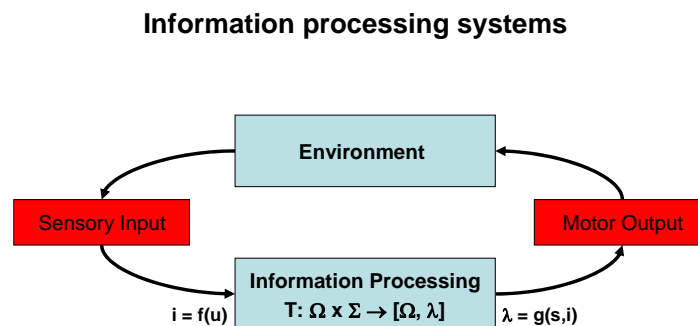 Information processing systems
Environment
Sensory Input
Motor Output
Information Processing
T: Ω x Σ → [Ω, λ]
i = f(u)
λ = g(s,i)